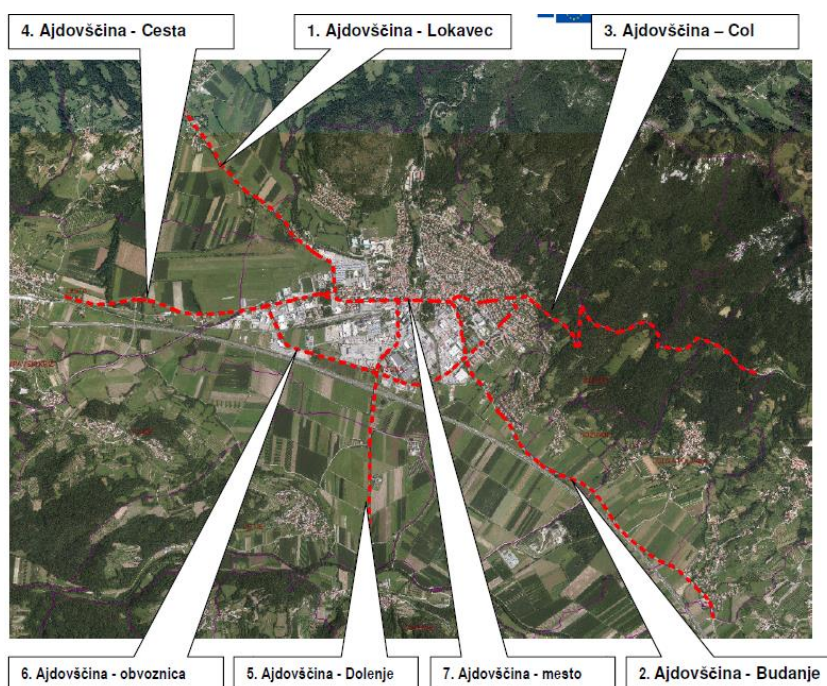 4. Ajdovščina - Cesta
1. Ajdovščina - Lokavec
3. Ajdovščina – Col
6. Ajdovščina - obvoznica
5. Ajdovščina - Dolenje
7. Ajdovščina - mesto
2. Ajdovščina - Budanje